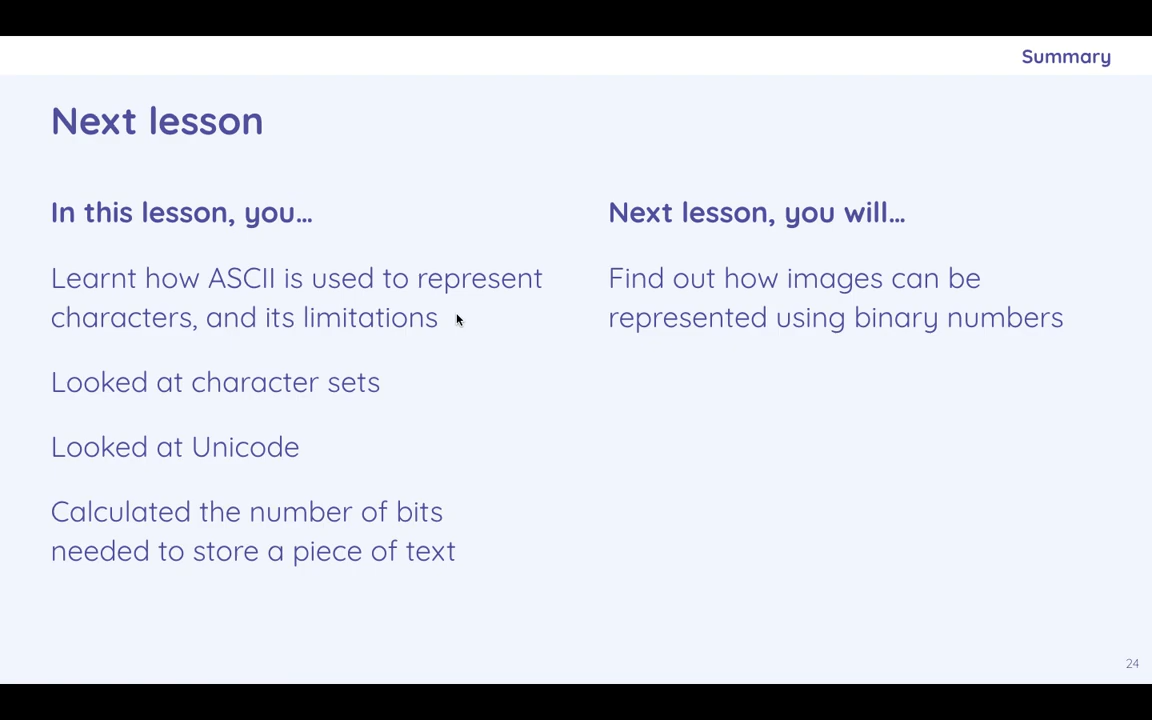 Summary
Next lesson
In this lesson, you...
Learnt how ASCII is used to represent
characters, and its limitations
Looked at character sets
Looked at Unicode
Calculated the number of bits
needed to store a piece of text
Next lesson, you will...
Find out how images can be
represented using binary numbers
24